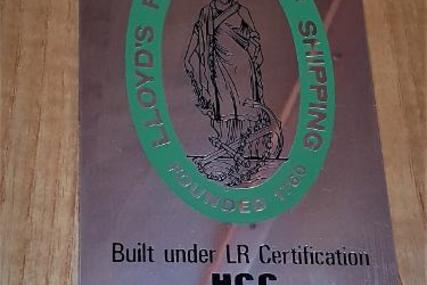 LLOYD'S
SHIPPING
FOUNDED 1760
Built under LR Certification